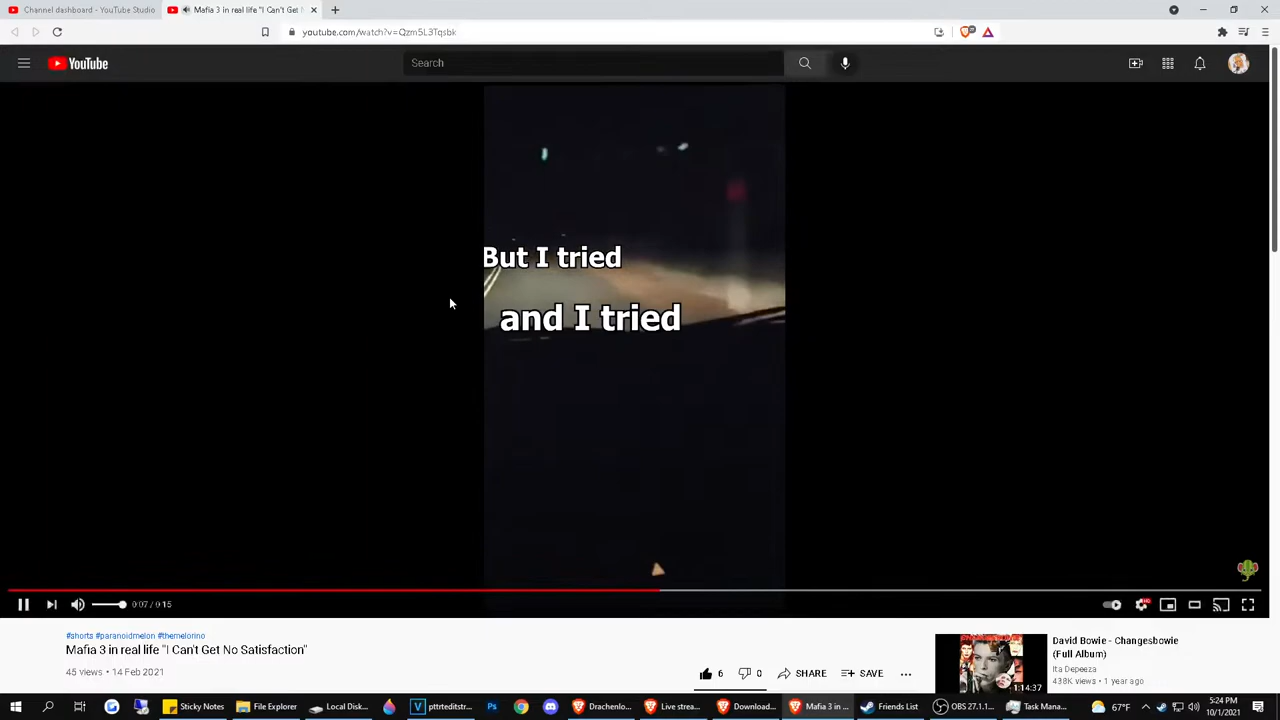 Channel dashboard - YouTube Studio
Mafia 3 in real life "I Can't Get N
youtube.com/watch?v=Qzm5L3Tqsbk
YouTube
Search
But I tried
and I tried
0:07 / 0:15
#shorts #paranoidmelon #themelorino
Mafia 3 in real life "I Can't Get No Satisfaction"
45 views • 14 Feb 2021
6
0
SHARE
SAVE
David Bowie - Changesbowie
(Full Album)
Ita Depeeza
438K views • 1 year ago
1:14:37
Sticky Notes
File Explorer
Local Disk...
pttrteditstr...
Drachenlo...
Live strea...
Download...
Mafia 3 in ...
Friends List
OBS 27.1.1...
Task Mana...
67°F
5:24 PM
10/1/2021